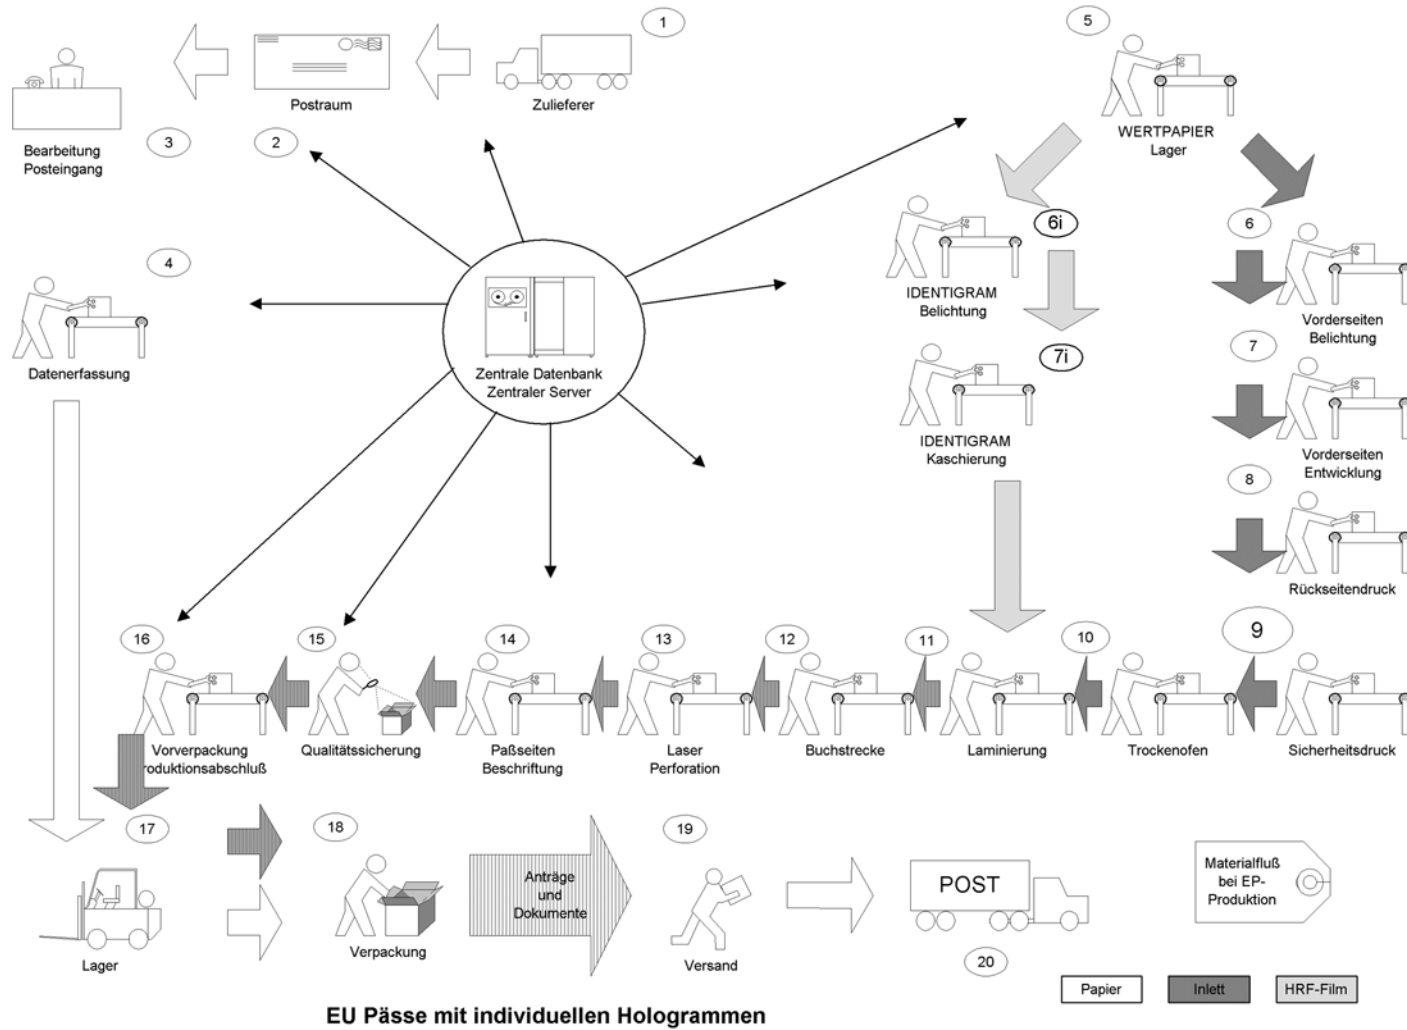 1
5
Postraum
Zulieferer
WERTPAPIER
Lager
3
2
Bearbeitung
Posteingang
4
6i
6
IDENTIGRAM
Belichtung
Vorderseiten
Belichtung
Datenerfassung
Zentrale Datenbank
Zentraler Server
7i
7
IDENTIGRAM
Kaschierung
Vorderseiten
Entwicklung
8
Rückseitendruck
16
15
14
13
12
11
10
9
Vorverpackung
roduktionsabschluß
Qualitätssicherung
Paßseiten
Beschriftung
Laser
Perforation
Buchstrecke
Laminierung
Trockenofen
Sicherheitsdruck
17
18
19
Anträge
und
Dokumente
POST
Materialfluß
bei EP-
Produktion
Lager
Verpackung
Versand
20
Papier
Inlett
HRF-Film
EU Pässe mit individuellen Hologrammen